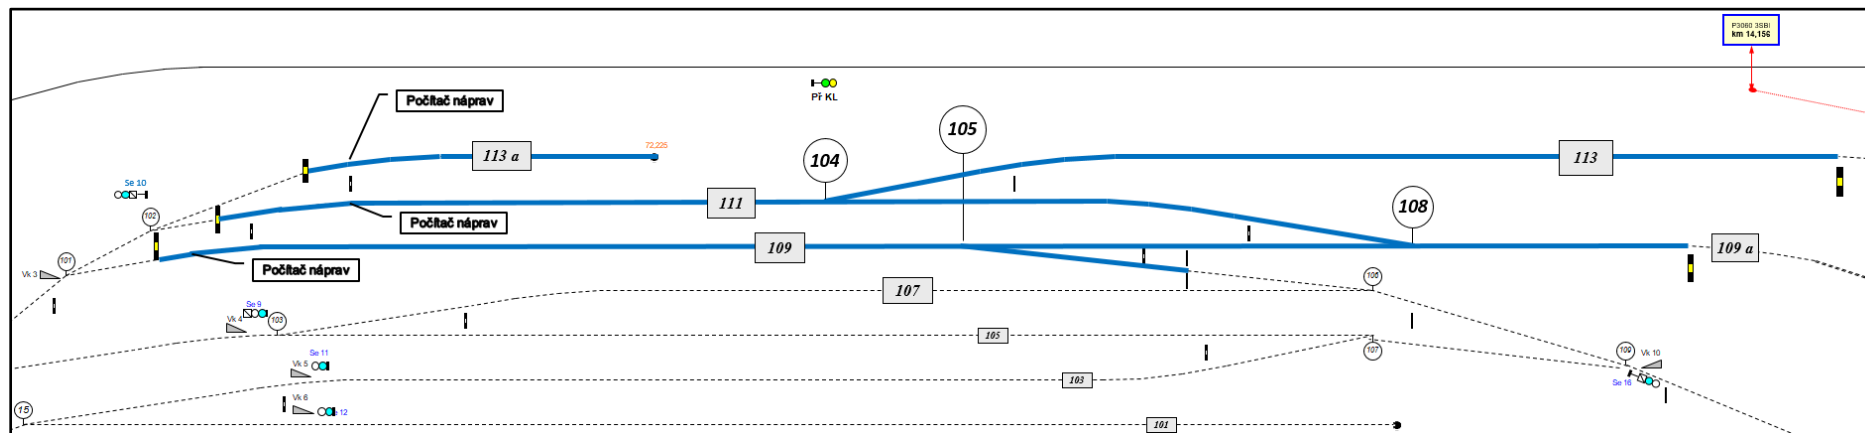 P3060 3SBI
km 14,156
Př KL
Počítač náprav
105
104
72,225
113 a
113
Se 10
111
108
102
Počítač náprav
109
109 a
101
Vk 3
Počítač náprav
107
106
Se 9
Vk 4
103
105
Se 11
Vk 5
107
109
Vk 10
Se 16
103
Vk 6
Se 12
15
101